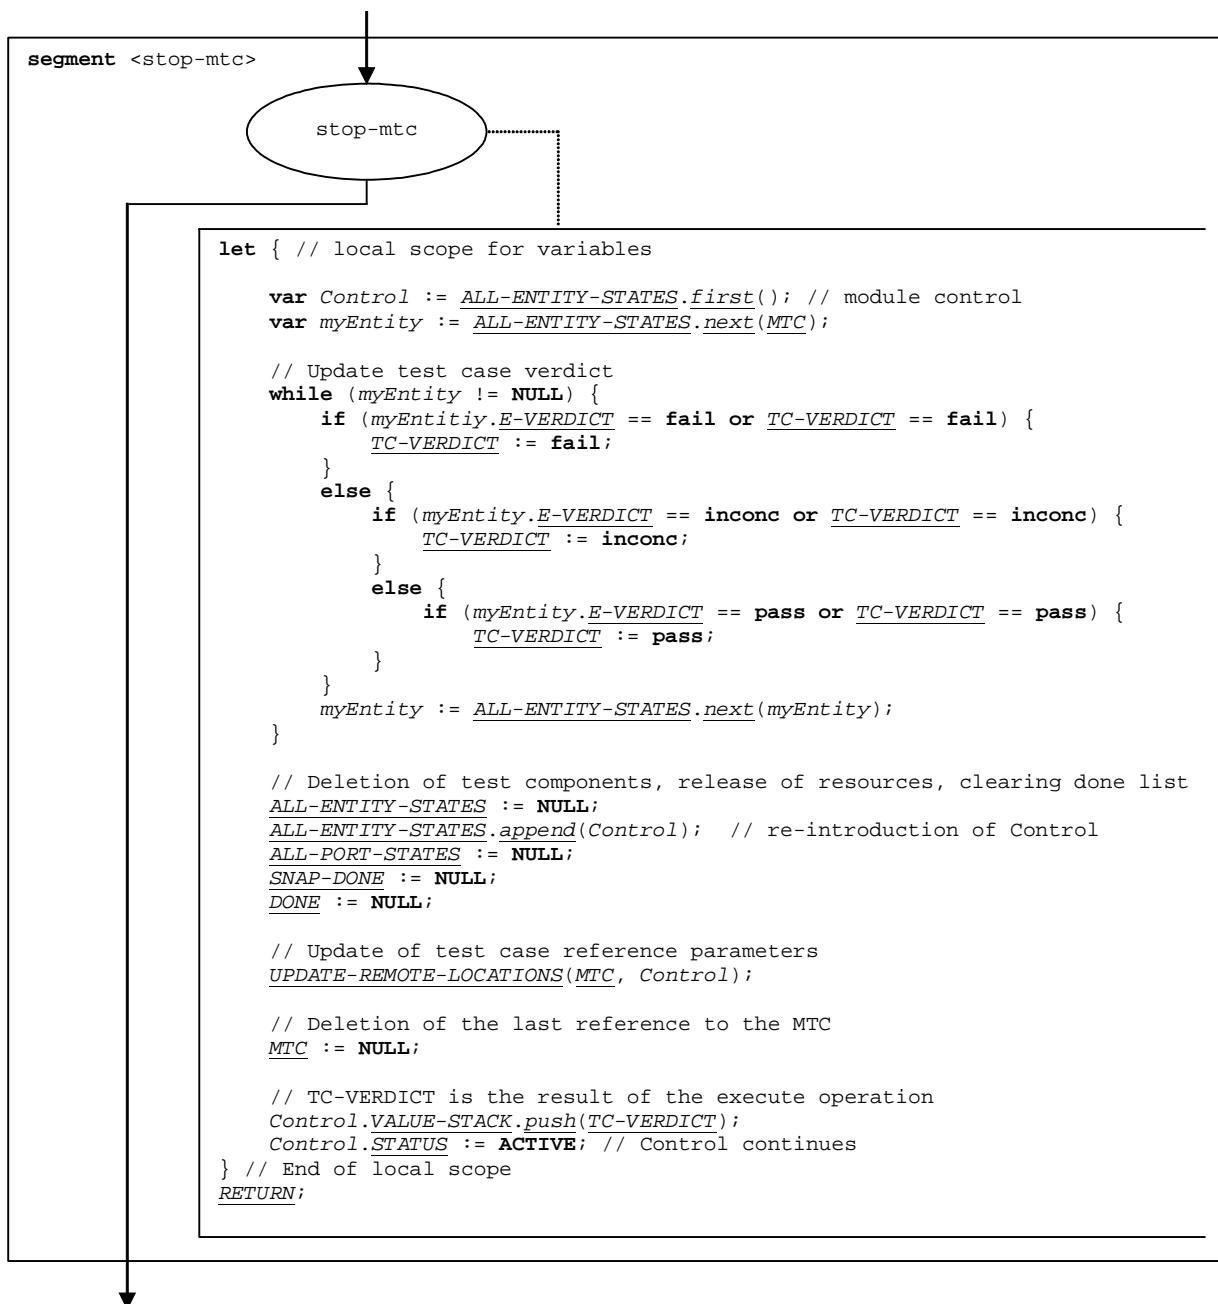 segment <stop-mtc>
stop-mtc
let { // local scope for variables
var Control := ALL-ENTITY-STATES.first(); // module control
var myEntity := ALL-ENTITY-STATES.next(MTC);
// Update test case verdict
while (myEntity != NULL) {
if (myEntitiy.E-VERDICT == fail or TC-VERDICT == fail) {
TC-VERDICT := fail;
}
else {
if (myEntity.E-VERDICT == inconc or TC-VERDICT == inconc) {
TC-VERDICT := inconc;
}
else {
if (myEntity.E-VERDICT == pass or TC-VERDICT == pass) {
TC-VERDICT := pass;
}
}
myEntity := ALL-ENTITY-STATES.next(myEntity);
}
// Deletion of test components, release of resources, clearing done list
ALL-ENTITY-STATES := NULL;
ALL-ENTITY-STATES.append(Control); // re-introduction of Control
ALL-PORT-STATES := NULL;
SNAP-DONE := NULL;
DONE := NULL;
// Update of test case reference parameters
UPDATE-REMOTE-LOCATIONS(MTC, Control);
// Deletion of the last reference to the MTC
MTC := NULL;
// TC-VERDICT is the result of the execute operation
Control.VALUE-STACK.push(TC-VERDICT);
Control.STATUS := ACTIVE; // Control continues
} // End of local scope
RETURN;